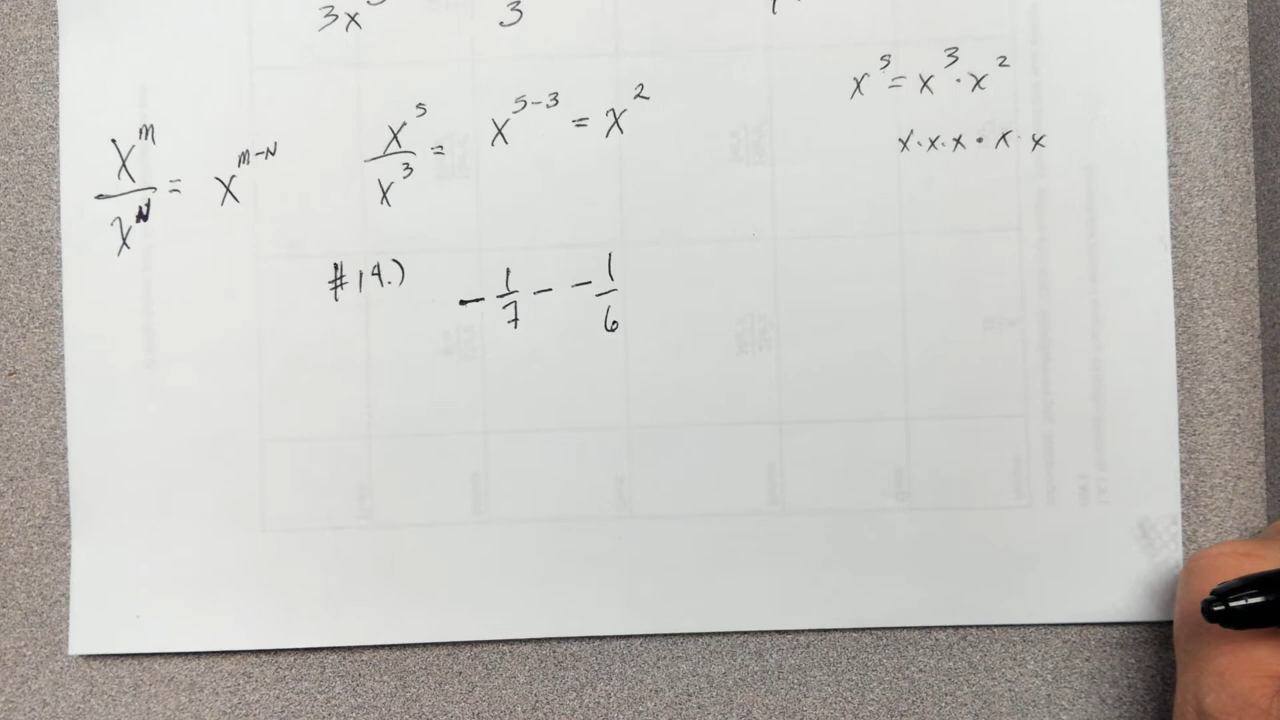 3x 3
x^5 = x^3 · x^2
x·x·x · x·x
x^m/x^N = x^{m-N}
x^5/x^3 = x^{5-3} = x^2
#14.) -1/7 - -1/6